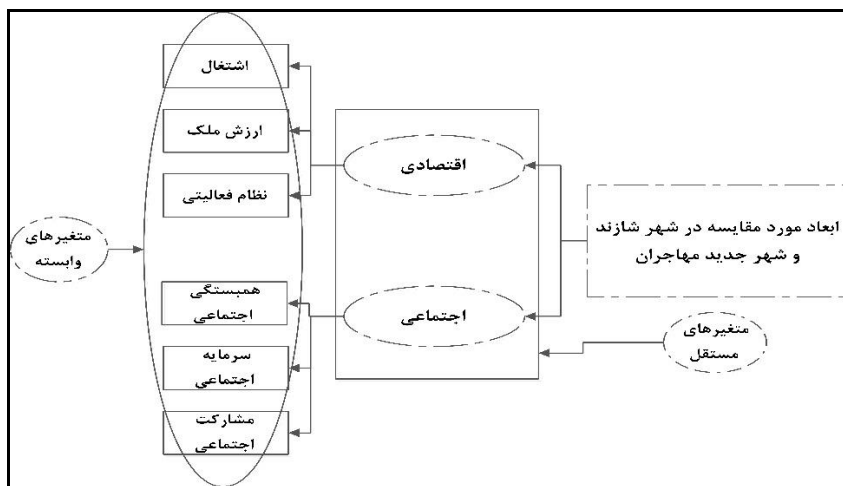 ابعاد مورد مقایسه در شهر شازند
و شهر جدید مهاجران
متغیرهای
مستقل
اقتصادی
اجتماعی
اشتغال
ارزش ملک
نظام فعالیتی
همبستگی
اجتماعی
سرمایه
اجتماعی
مشارکت
اجتماعی
متغیرهای
وابسته